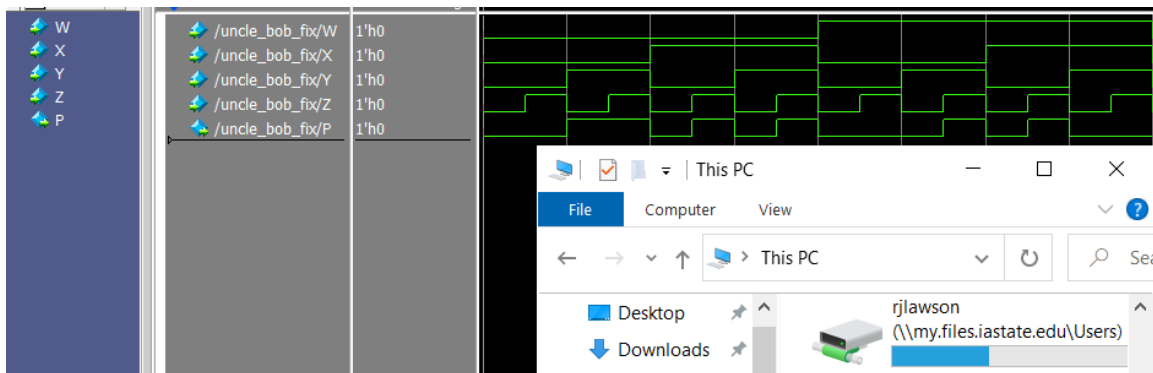 W
X
Y
Z
P
/uncle_bob_fix/W 1'h0
/uncle_bob_fix/X 1'h0
/uncle_bob_fix/Y 1'h0
/uncle_bob_fix/Z 1'h0
/uncle_bob_fix/P 1'h0
This PC
File Computer View
This PC
Sea
Desktop
Downloads
rjlawson
(\\my.files.iastate.edu\Users)